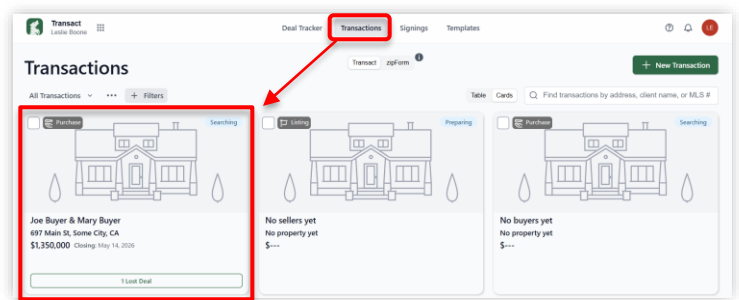 Transact
Leslie Boone
Deal Tracker Transactions Signings Templates
LE
Transactions
Transact zipForm
+ New Transaction
All Transactions
+ Filters
Table Cards
Find transactions by address, client name, or MLS #
Purchase Searching
Joe Buyer & Mary Buyer
697 Main St, Some City, CA
$1,350,000 Closing: May 14, 2026
1 Lost Deal
Listing Preparing
No sellers yet
No property yet
$---
Purchase Searching
No buyers yet
No property yet
$---